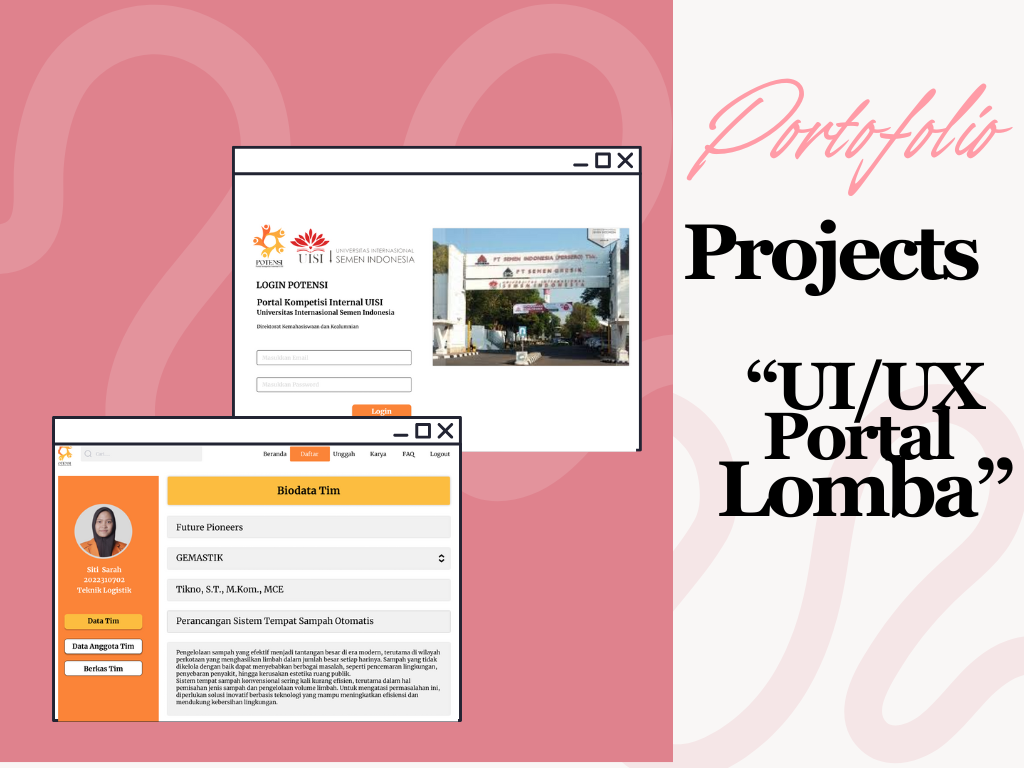 Portofolio
Projects
“UI/UX
Portal
Lomba”
POTENSI
UISI
UNIVERSITAS INTERNASIONAL
SEMEN INDONESIA
LOGIN POTENSI
Portal Kompetisi Internal UISI
Universitas Internasional Semen Indonesia
Direktorat Kemahasiswaan dan Kealumnian
Masukkan Email
Masukkan Password
Login
PT SEMEN INDONESIA (PERSERO) Tbk.
PT SEMEN GRESIK
POTENSI
Cari...
Beranda Daftar Unggah Karya FAQ Logout
Siti Sarah
2022310702
Teknik Logistik
Data Tim
Data Anggota Tim
Berkas Tim
Biodata Tim
Future Pioneers
GEMASTIK
Tikno, S.T., M.Kom., MCE
Perancangan Sistem Tempat Sampah Otomatis
Pengelolaan sampah yang efektif menjadi tantangan besar di era modern, terutama di wilayah
perkotaan yang menghasilkan limbah dalam jumlah besar setiap harinya. Sampah yang tidak
dikelola dengan baik dapat menyebabkan berbagai masalah, seperti pencemaran lingkungan,
penyebaran penyakit, hingga kerusakan estetika ruang publik.
Sistem tempat sampah konvensional sering kali kurang efisien, terutama dalam hal
pemisahan jenis sampah dan pengelolaan volume limbah. Untuk mengatasi permasalahan ini,
diperlukan solusi inovatif berbasis teknologi yang mampu meningkatkan efisiensi dan
mendukung kebersihan lingkungan.